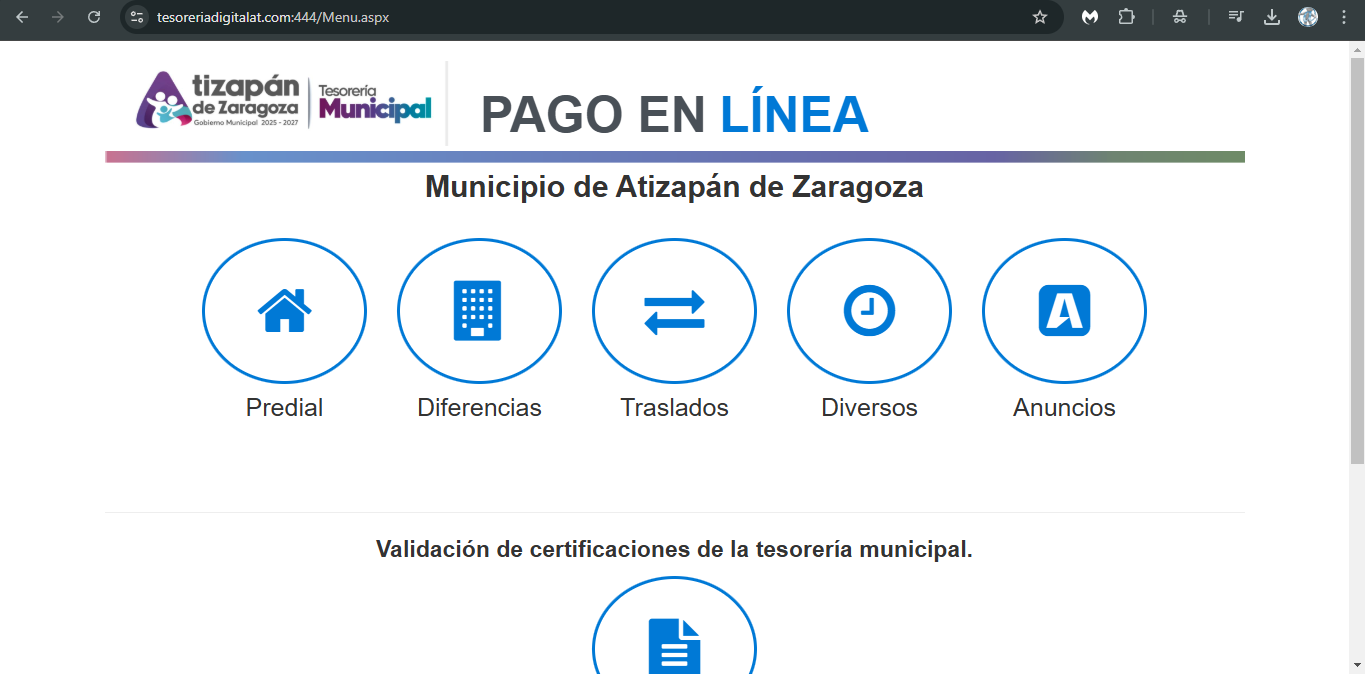 tesoreriadigitalat.com:444/Menu.aspx
tizapán
de Zaragoza
Gobierno Municipal 2025 - 2027
Tesorería
Municipal
PAGO EN LÍNEA
Municipio de Atizapán de Zaragoza
Predial
Diferencias
Traslados
Diversos
A
Anuncios
Validación de certificaciones de la tesorería municipal.